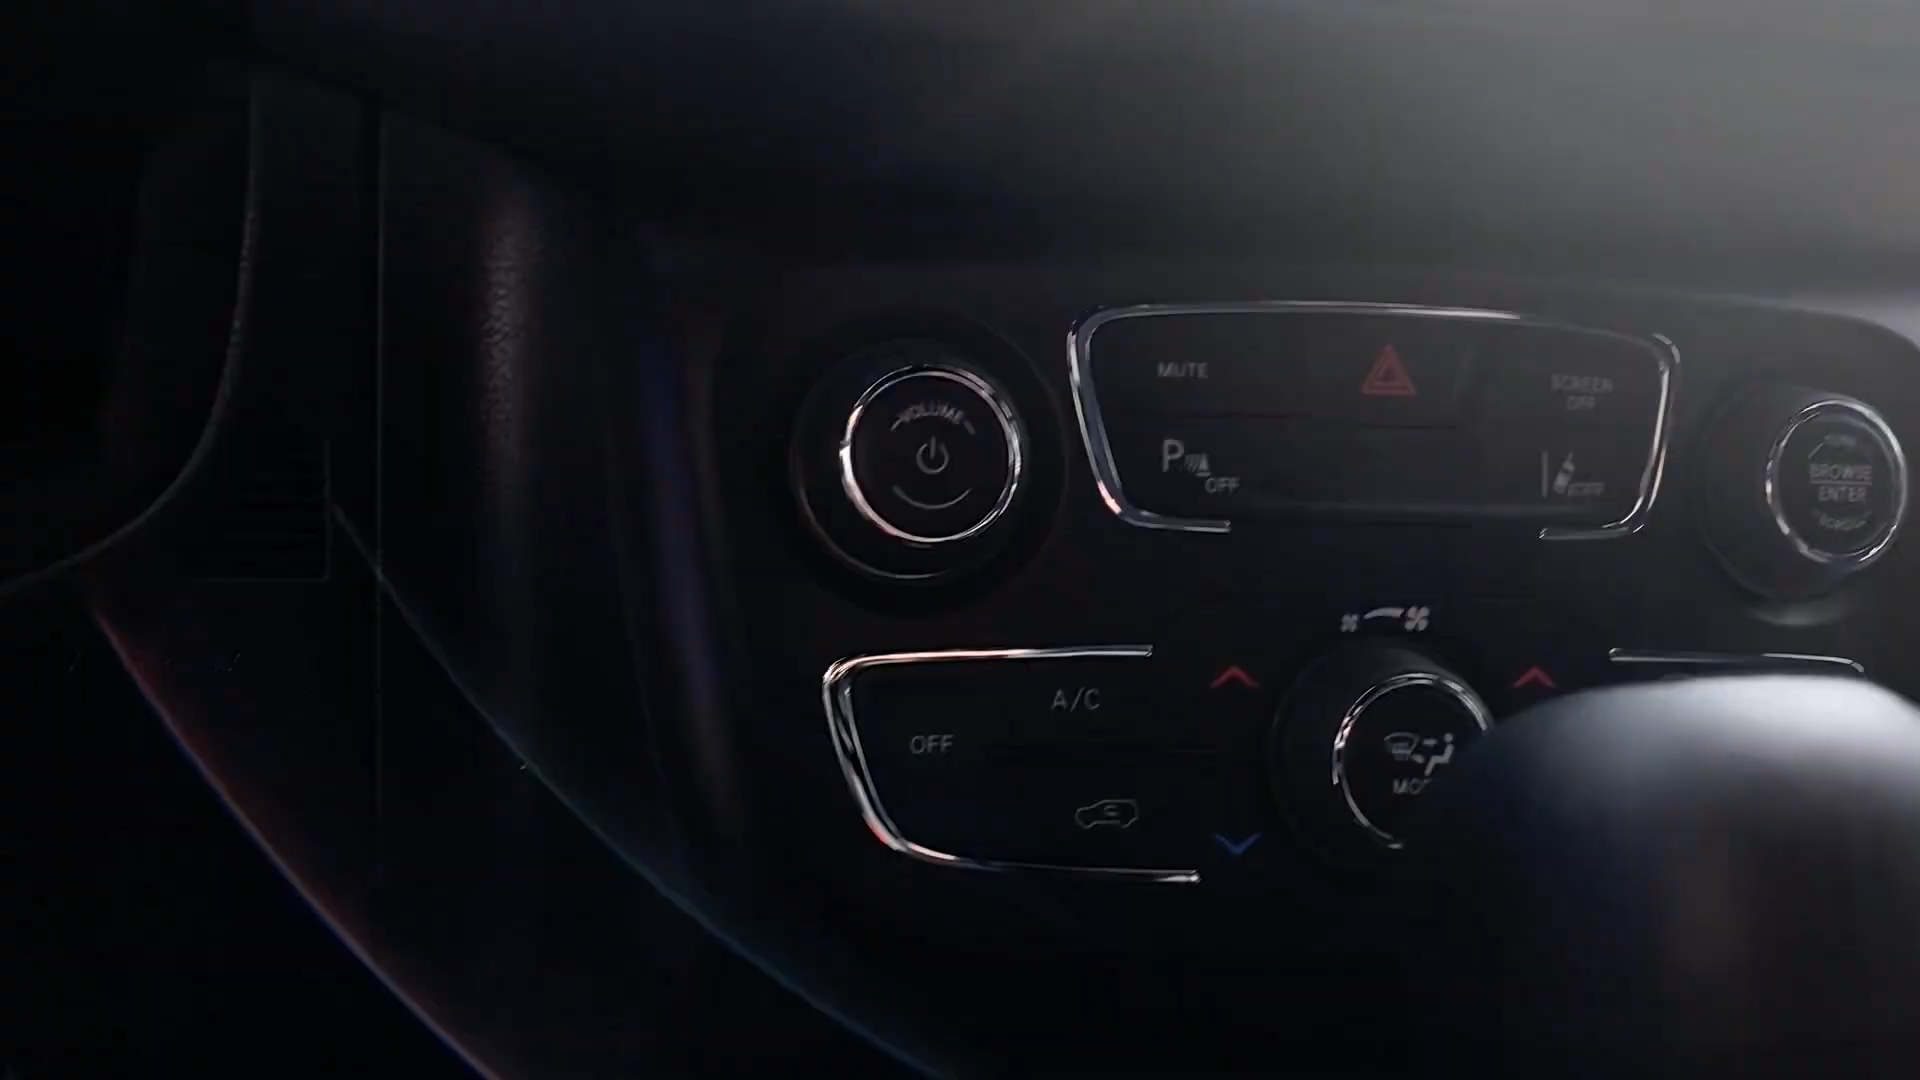 VOLUME
MUTE
SCREEN
OFF
P
OFF
OFF
BROWSE
ENTER
A/C
OFF